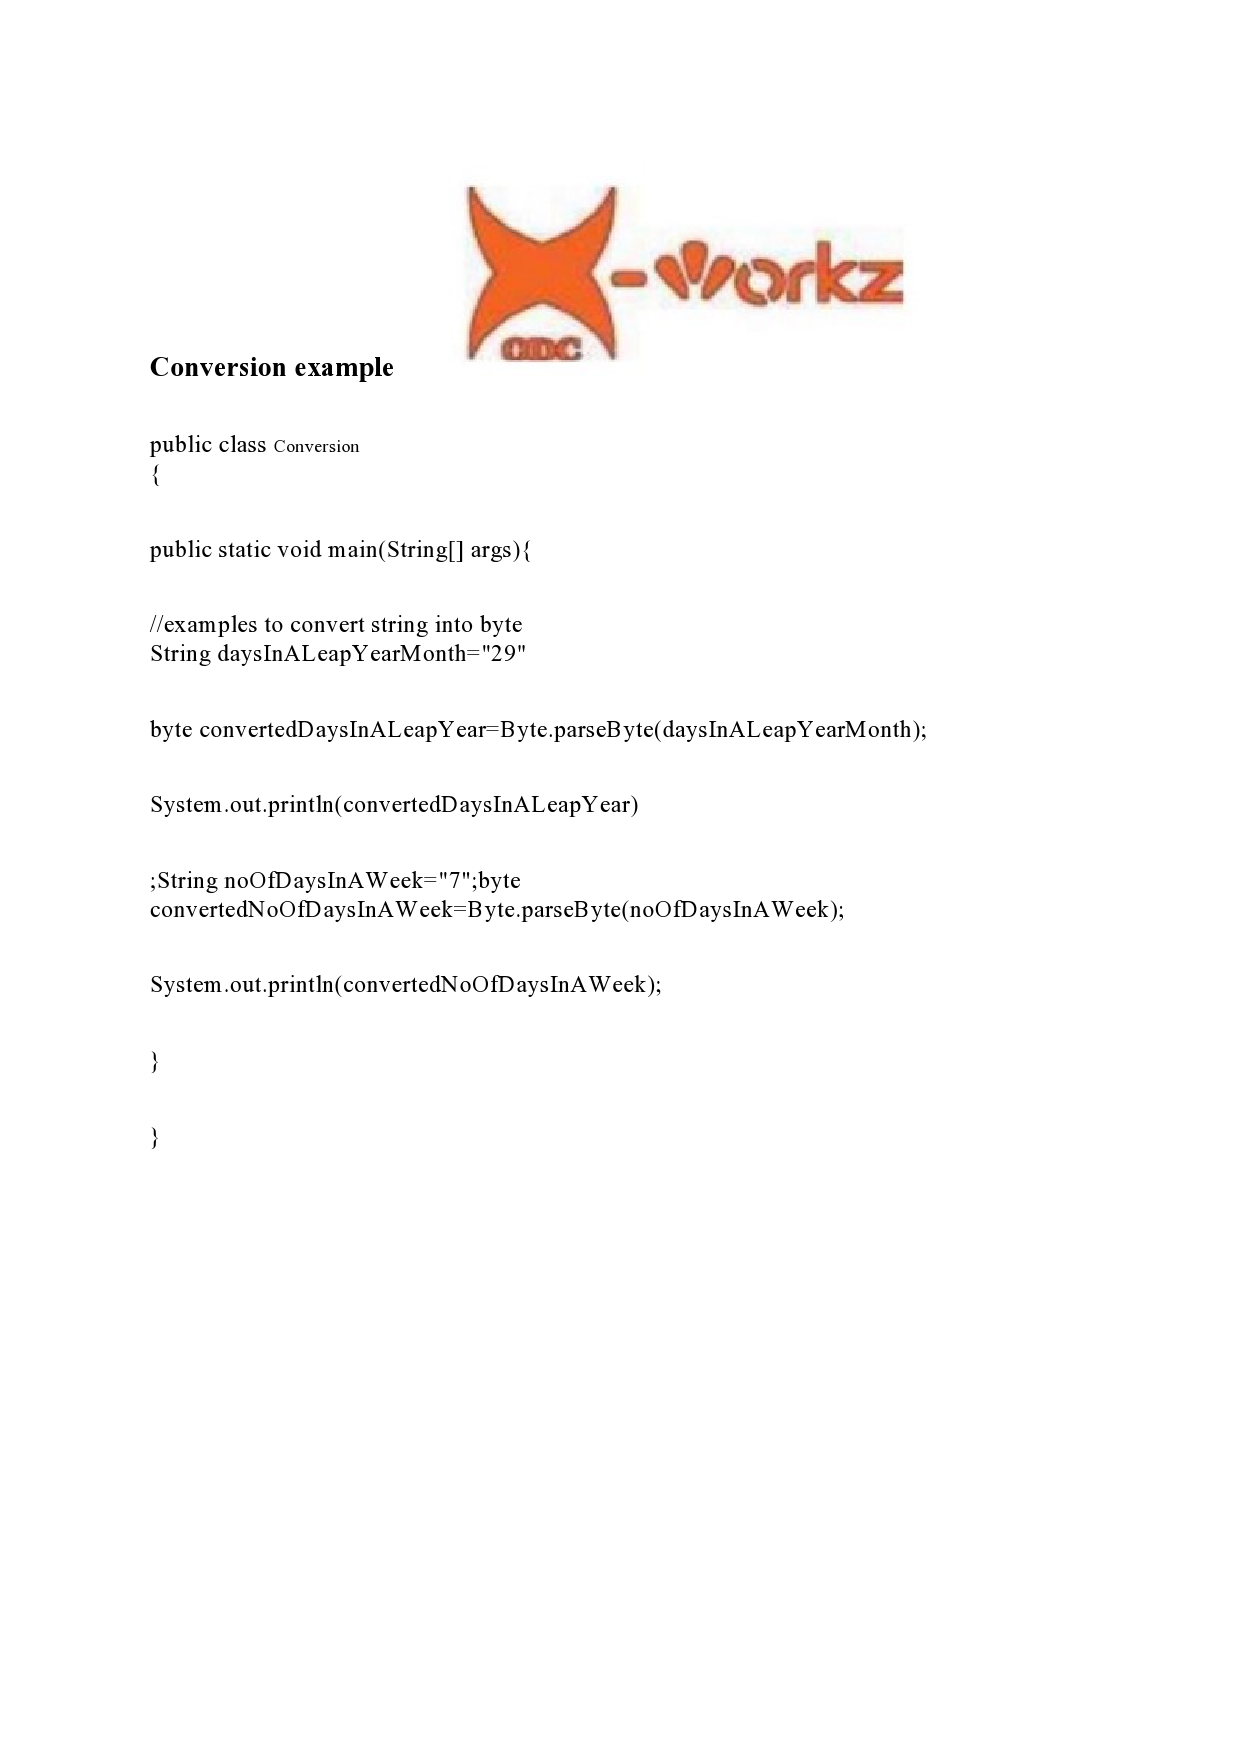 X-workz
ODC
Conversion example
public class Conversion
{
public static void main(String[] args){
//examples to convert string into byte
String daysInALeapYearMonth="29"
byte convertedDaysInALeapYear=Byte.parseByte(daysInALeapYearMonth);
System.out.println(convertedDaysInALeapYear)
;String noOfDaysInAWeek="7";byte
convertedNoOfDaysInAWeek=Byte.parseByte(noOfDaysInAWeek);
System.out.println(convertedNoOfDaysInAWeek);
}
}